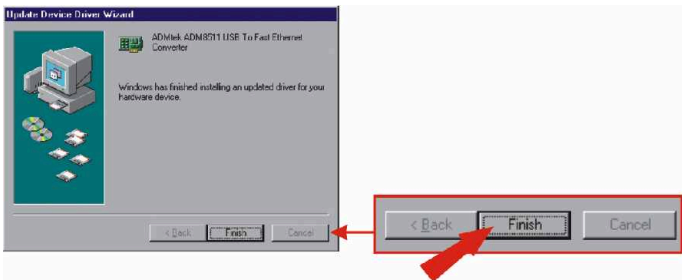 Update Device Driver Wizard
ADMtek ADM8511 USB To Fast Ethernet
Converter
Windows has finished installing an updated driver for your
hardware device.
< Back Finish Cancel
< Back Finish Cancel